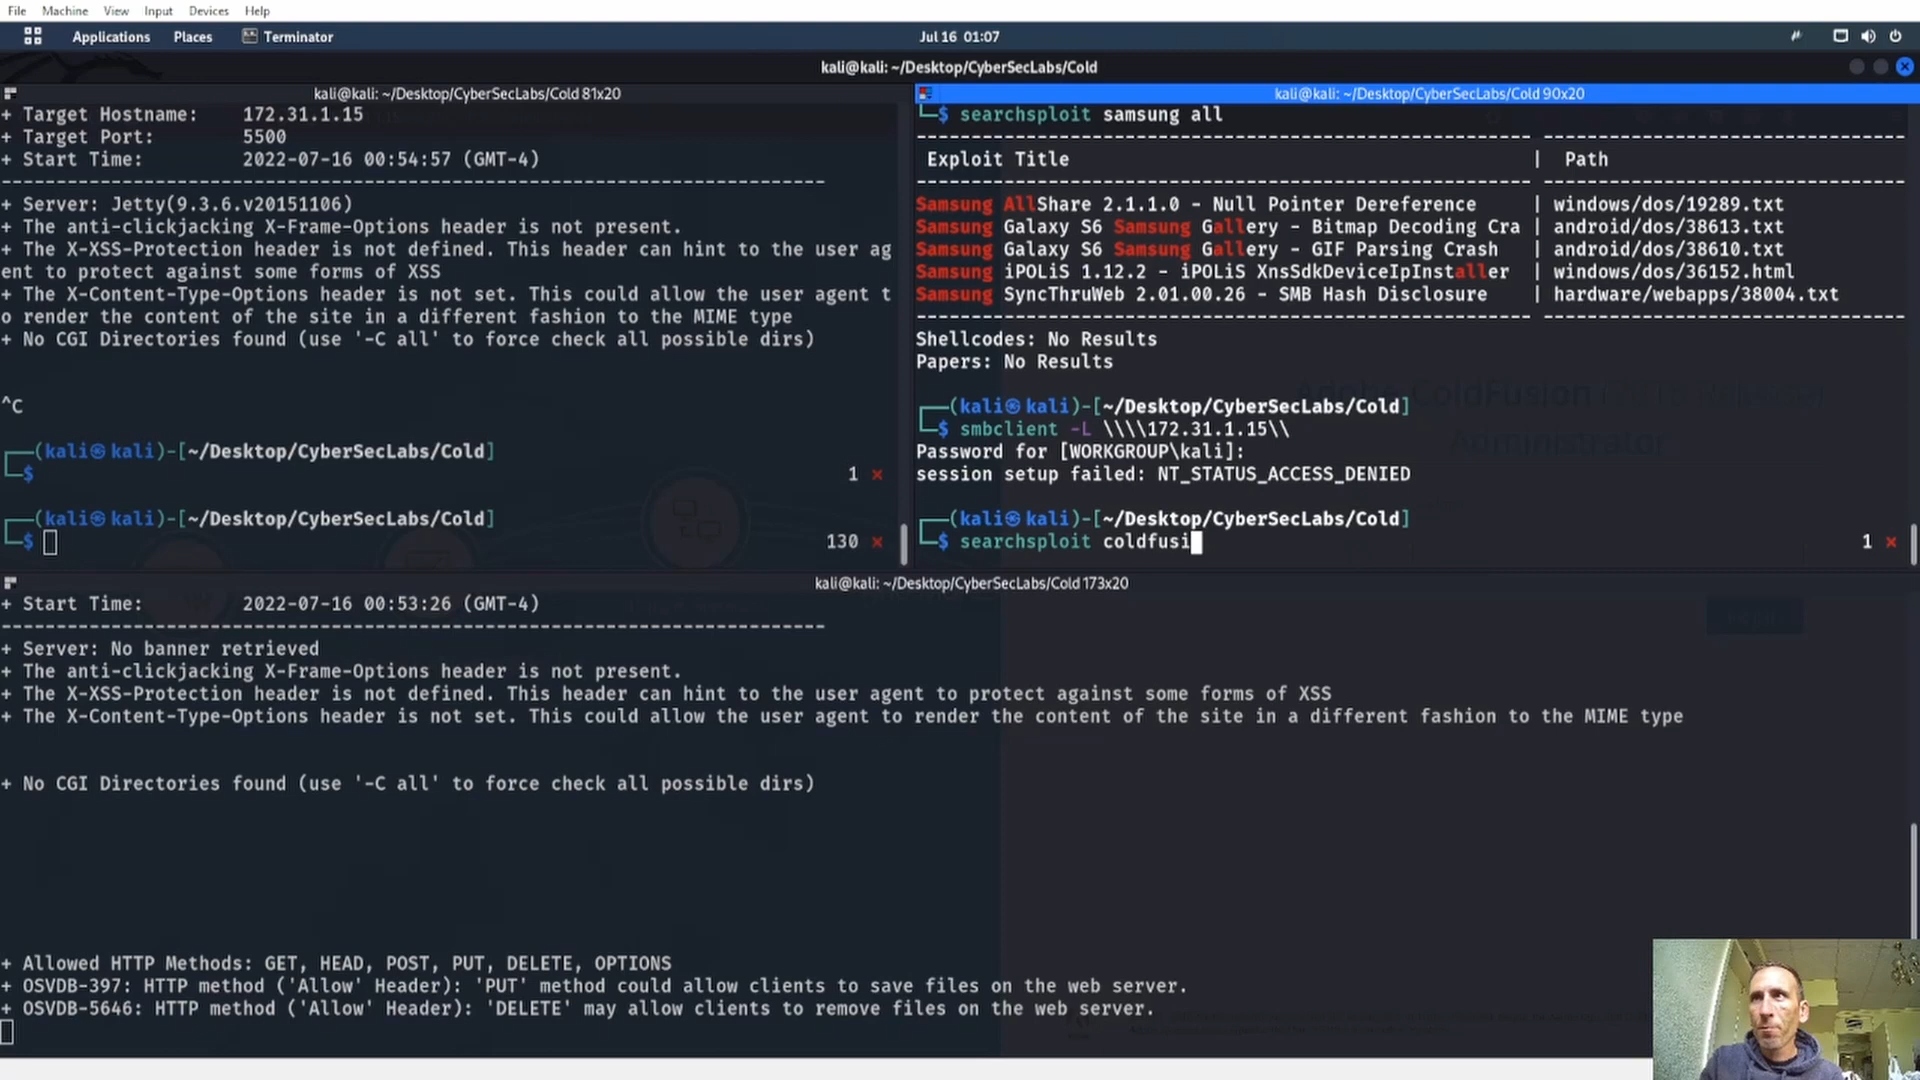 File Machine View Input Devices Help
Applications Places Terminator Jul 16 01:07
kali@kali: ~/Desktop/CyberSecLabs/Cold
kali@kali: ~/Desktop/CyberSecLabs/Cold 81x20
+ Target Hostname: 172.31.1.15
+ Target Port: 5500
+ Start Time: 2022-07-16 00:54:57 (GMT-4)
---------------------------------------------------------------------------
+ Server: Jetty(9.3.6.v20151106)
+ The anti-clickjacking X-Frame-Options header is not present.
+ The X-XSS-Protection header is not defined. This header can hint to the user ag
ent to protect against some forms of XSS
+ The X-Content-Type-Options header is not set. This could allow the user agent t
o render the content of the site in a different fashion to the MIME type
+ No CGI Directories found (use '-C all' to force check all possible dirs)
^C
┌──(kali㉿kali)-[~/Desktop/CyberSecLabs/Cold]
└─$ 1 ⨯
┌──(kali㉿kali)-[~/Desktop/CyberSecLabs/Cold]
└─$ 130 ⨯
kali@kali: ~/Desktop/CyberSecLabs/Cold 90x20
└─$ searchsploit samsung all
Exploit Title | Path
Samsung AllShare 2.1.1.0 - Null Pointer Dereference | windows/dos/19289.txt
Samsung Galaxy S6 Samsung Gallery - Bitmap Decoding Cra | android/dos/38613.txt
Samsung Galaxy S6 Samsung Gallery - GIF Parsing Crash | android/dos/38610.txt
Samsung iPOLiS 1.12.2 - iPOLiS XnsSdkDeviceIpInstaller | windows/dos/36152.html
Samsung SyncThruWeb 2.01.00.26 - SMB Hash Disclosure | hardware/webapps/38004.txt
Shellcodes: No Results
Papers: No Results
┌──(kali㉿kali)-[~/Desktop/CyberSecLabs/Cold]
└─$ smbclient -L \\\\172.31.1.15\\
Password for [WORKGROUP\kali]:
session setup failed: NT_STATUS_ACCESS_DENIED
┌──(kali㉿kali)-[~/Desktop/CyberSecLabs/Cold]
└─$ searchsploit coldfusi 1 ⨯
kali@kali: ~/Desktop/CyberSecLabs/Cold 173x20
+ Start Time: 2022-07-16 00:53:26 (GMT-4)
---------------------------------------------------------------------------
+ Server: No banner retrieved
+ The anti-clickjacking X-Frame-Options header is not present.
+ The X-XSS-Protection header is not defined. This header can hint to the user agent to protect against some forms of XSS
+ The X-Content-Type-Options header is not set. This could allow the user agent to render the content of the site in a different fashion to the MIME type
+ No CGI Directories found (use '-C all' to force check all possible dirs)
+ Allowed HTTP Methods: GET, HEAD, POST, PUT, DELETE, OPTIONS
+ OSVDB-397: HTTP method ('Allow' Header): 'PUT' method could allow clients to save files on the web server.
+ OSVDB-5646: HTTP method ('Allow' Header): 'DELETE' may allow clients to remove files on the web server.